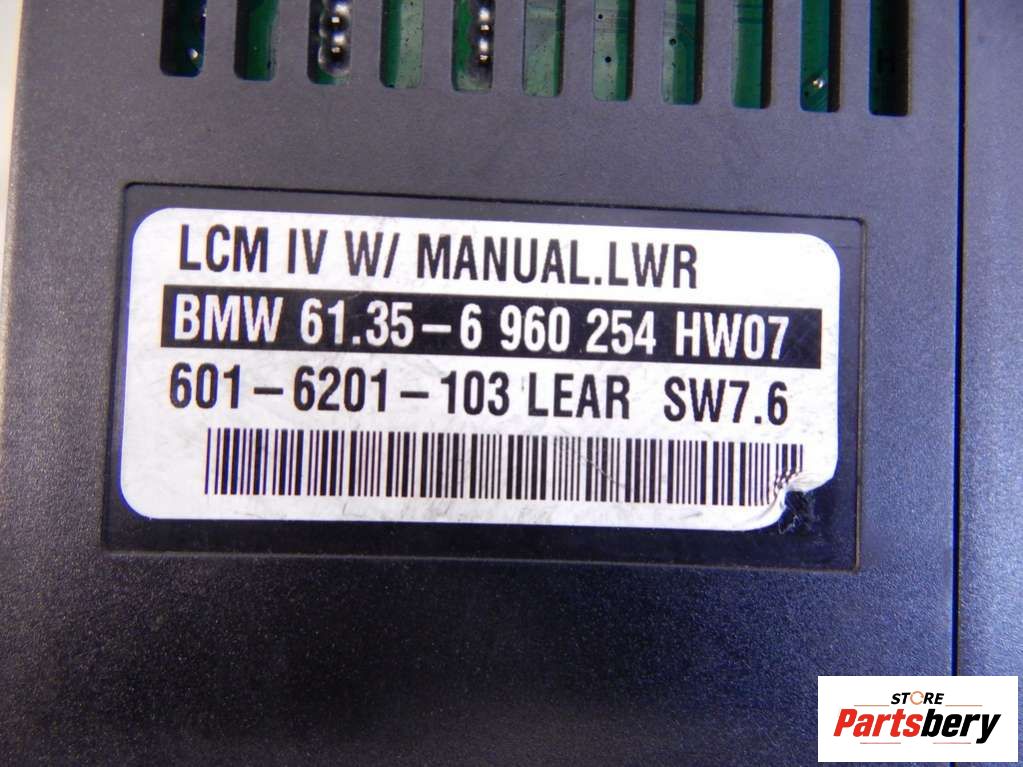 LCM IV W/ MANUAL.LWR
BMW 61.35-6 960 254 HW07
601-6201-103 LEAR SW7.6
STORE
Partsbery